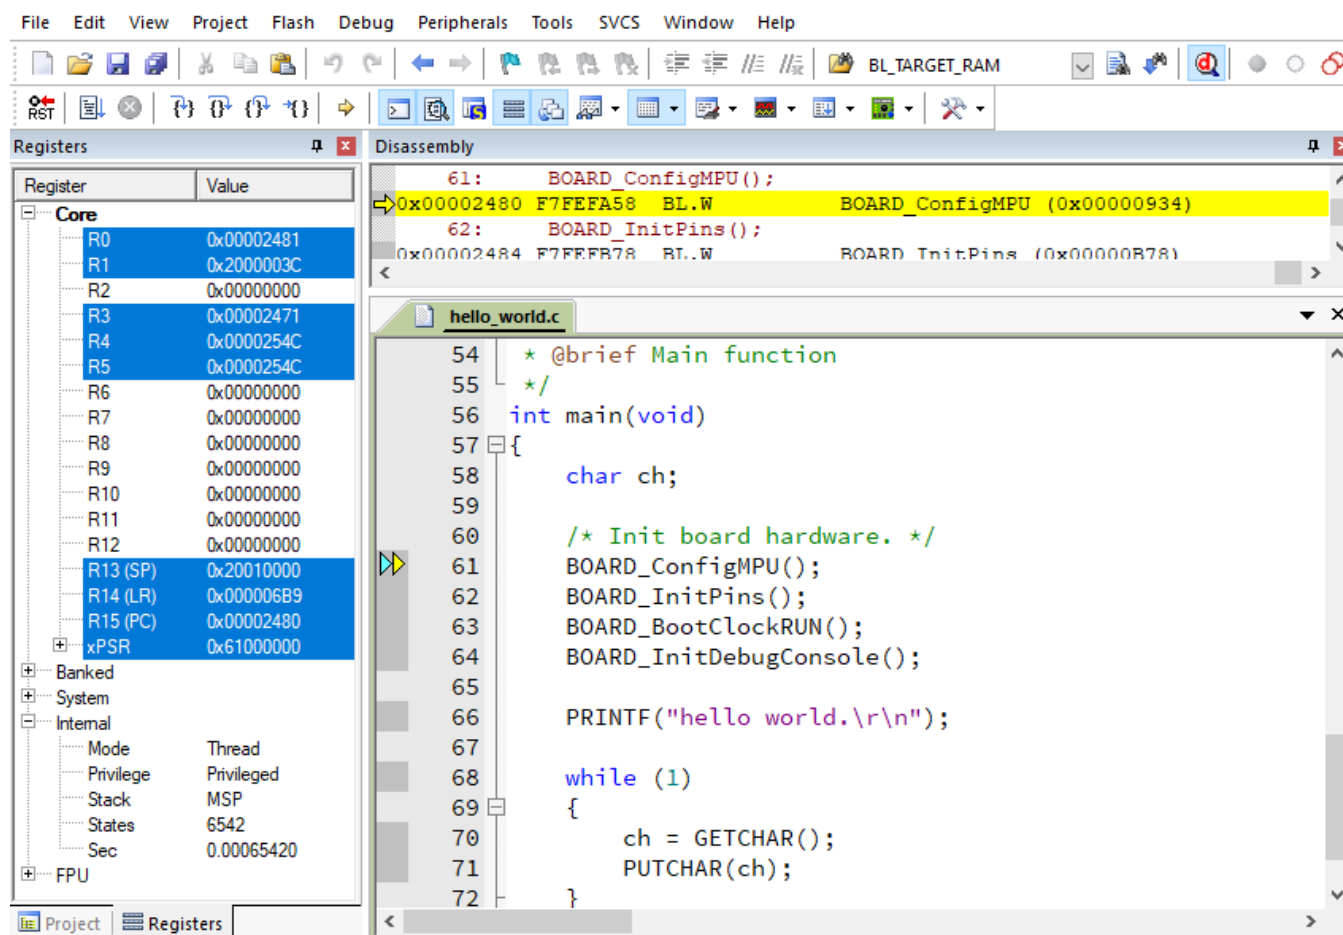 File Edit View Project Flash Debug Peripherals Tools SVCS Window Help
BL_TARGET_RAM
RST
Registers
Register Value
Core
R0 0x00002481
R1 0x2000003C
R2 0x00000000
R3 0x00002471
R4 0x0000254C
R5 0x0000254C
R6 0x00000000
R7 0x00000000
R8 0x00000000
R9 0x00000000
R10 0x00000000
R11 0x00000000
R12 0x00000000
R13 (SP) 0x20010000
R14 (LR) 0x000006B9
R15 (PC) 0x00002480
xPSR 0x61000000
Banked
System
Internal
Mode Thread
Privilege Privileged
Stack MSP
States 6542
Sec 0.00065420
FPU
Project Registers
Disassembly
61: BOARD_ConfigMPU();
0x00002480 F7FEFA58 BL.W BOARD_ConfigMPU (0x00000934)
62: BOARD_InitPins();
0x00002484 F7FEFB78 BL.W BOARD_InitPins (0x00000B78)
hello_world.c
54 * @brief Main function
55 */
56 int main(void)
57 {
58 char ch;
59
60 /* Init board hardware. */
61 BOARD_ConfigMPU();
62 BOARD_InitPins();
63 BOARD_BootClockRUN();
64 BOARD_InitDebugConsole();
65
66 PRINTF("hello world.\r\n");
67
68 while (1)
69 {
70 ch = GETCHAR();
71 PUTCHAR(ch);
72 }